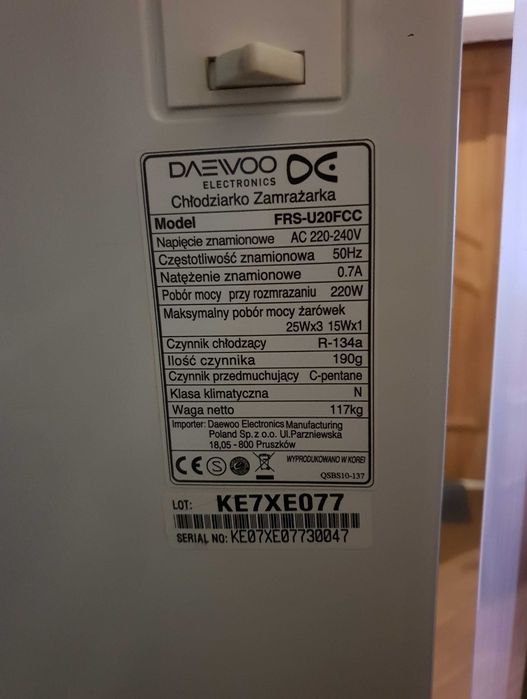 DAEWOO
ELECTRONICS
Chłodziarko Zamrażarka
Model FRS-U20FCC
Napięcie znamionowe AC 220-240V
Częstotliwość znamionowa 50Hz
Natężenie znamionowe 0.7A
Pobór mocy przy rozmrazaniu 220W
Maksymalny pobór mocy żarówek
25Wx3 15Wx1
Czynnik chłodzący R-134a
Ilość czynnika 190g
Czynnik przedmuchujący C-pentane
Klasa klimatyczna N
Waga netto 117kg
Importer: Daewoo Electronics Manufacturing
Poland Sp. z o.o. Ul.Parzniewska
18,05 - 800 Pruszków
CE S WYPRODUKOWANO W KOREI
QSBS10-137
LOT: KE7XE077
SERIAL NO: KE07XE07730047